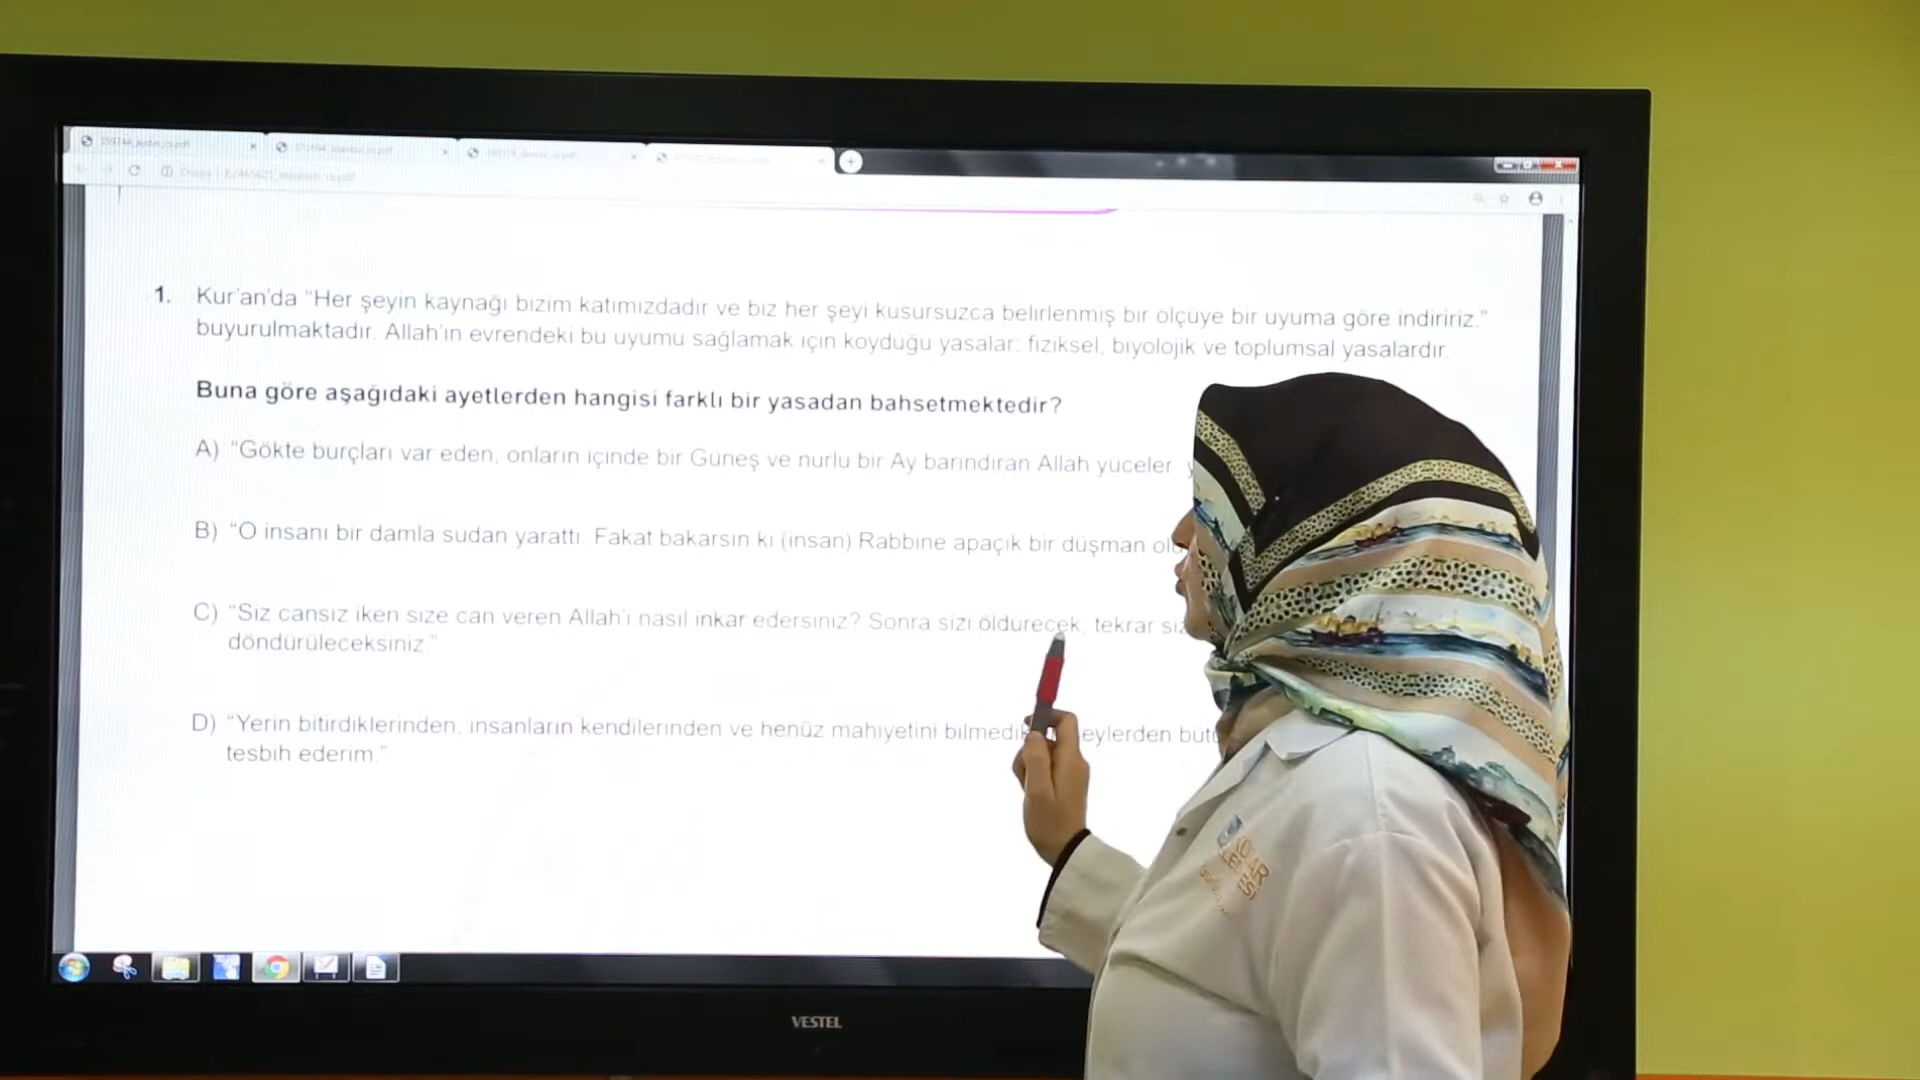 1. Kur'an'da "Her şeyin kaynağı bizim katımızdadır ve biz her şeyi kusursuzca belirlenmiş bir ölçüye bir uyuma göre indiririz."
buyurulmaktadır. Allah'ın evrendeki bu uyumu sağlamak için koyduğu yasalar; fiziksel, biyolojik ve toplumsal yasalardır.
Buna göre aşağıdaki ayetlerden hangisi farklı bir yasadan bahsetmektedir?
A) "Gökte burçları var eden, onların içinde bir Güneş ve nurlu bir Ay barındıran Allah yüceler
B) "O insanı bir damla sudan yarattı. Fakat bakarsın ki (insan) Rabbine apaçık bir düşman
C) "Siz cansız iken size can veren Allah'ı nasıl inkar edersiniz? Sonra sizi öldürecek, tekrar
döndürüleceksiniz."
D) "Yerin bitirdiklerinden, insanların kendilerinden ve henüz mahiyetini
tesbih ederim."
VESTEL